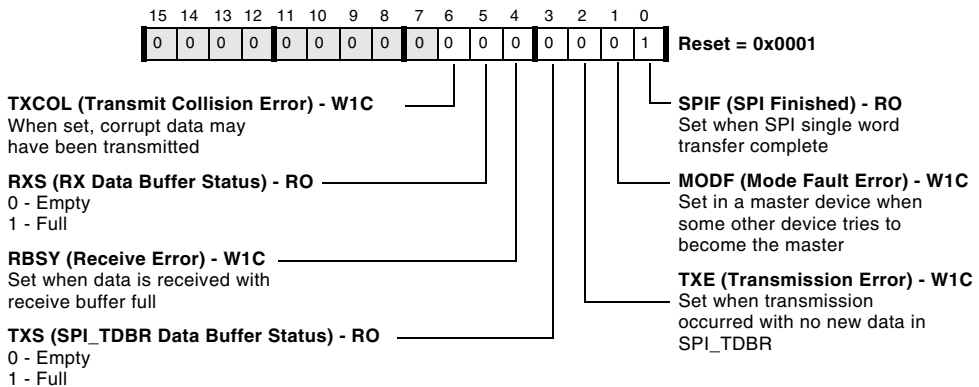 15 14 13 12 11 10 9 8 7 6 5 4 3 2 1 0
0 0 0 0 0 0 0 0 0 0 0 0 0 0 0 1 Reset = 0x0001
TXCOL (Transmit Collision Error) - W1C
When set, corrupt data may
have been transmitted
RXS (RX Data Buffer Status) - RO
0 - Empty
1 - Full
RBSY (Receive Error) - W1C
Set when data is received with
receive buffer full
TXS (SPI_TDBR Data Buffer Status) - RO
0 - Empty
1 - Full
SPIF (SPI Finished) - RO
Set when SPI single word
transfer complete
MODF (Mode Fault Error) - W1C
Set in a master device when
some other device tries to
become the master
TXE (Transmission Error) - W1C
Set when transmission
occurred with no new data in
SPI_TDBR